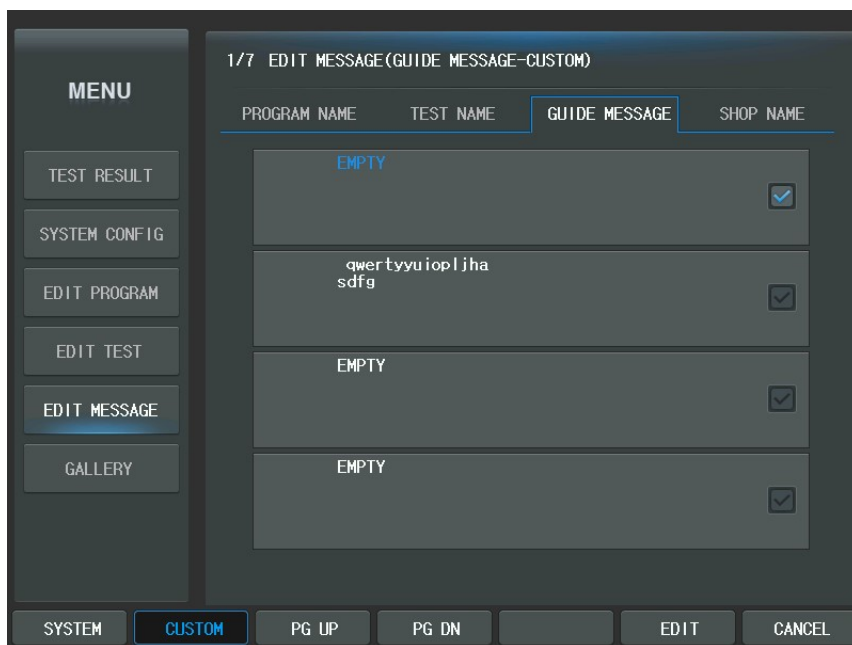 MENU
TEST RESULT
SYSTEM CONFIG
EDIT PROGRAM
EDIT TEST
EDIT MESSAGE
GALLERY
1/7 EDIT MESSAGE(GUIDE MESSAGE-CUSTOM)
PROGRAM NAME TEST NAME GUIDE MESSAGE SHOP NAME
EMPTY
qwertyyuiopljha
sdfg
EMPTY
EMPTY
SYSTEM CUSTOM PG UP PG DN EDIT CANCEL